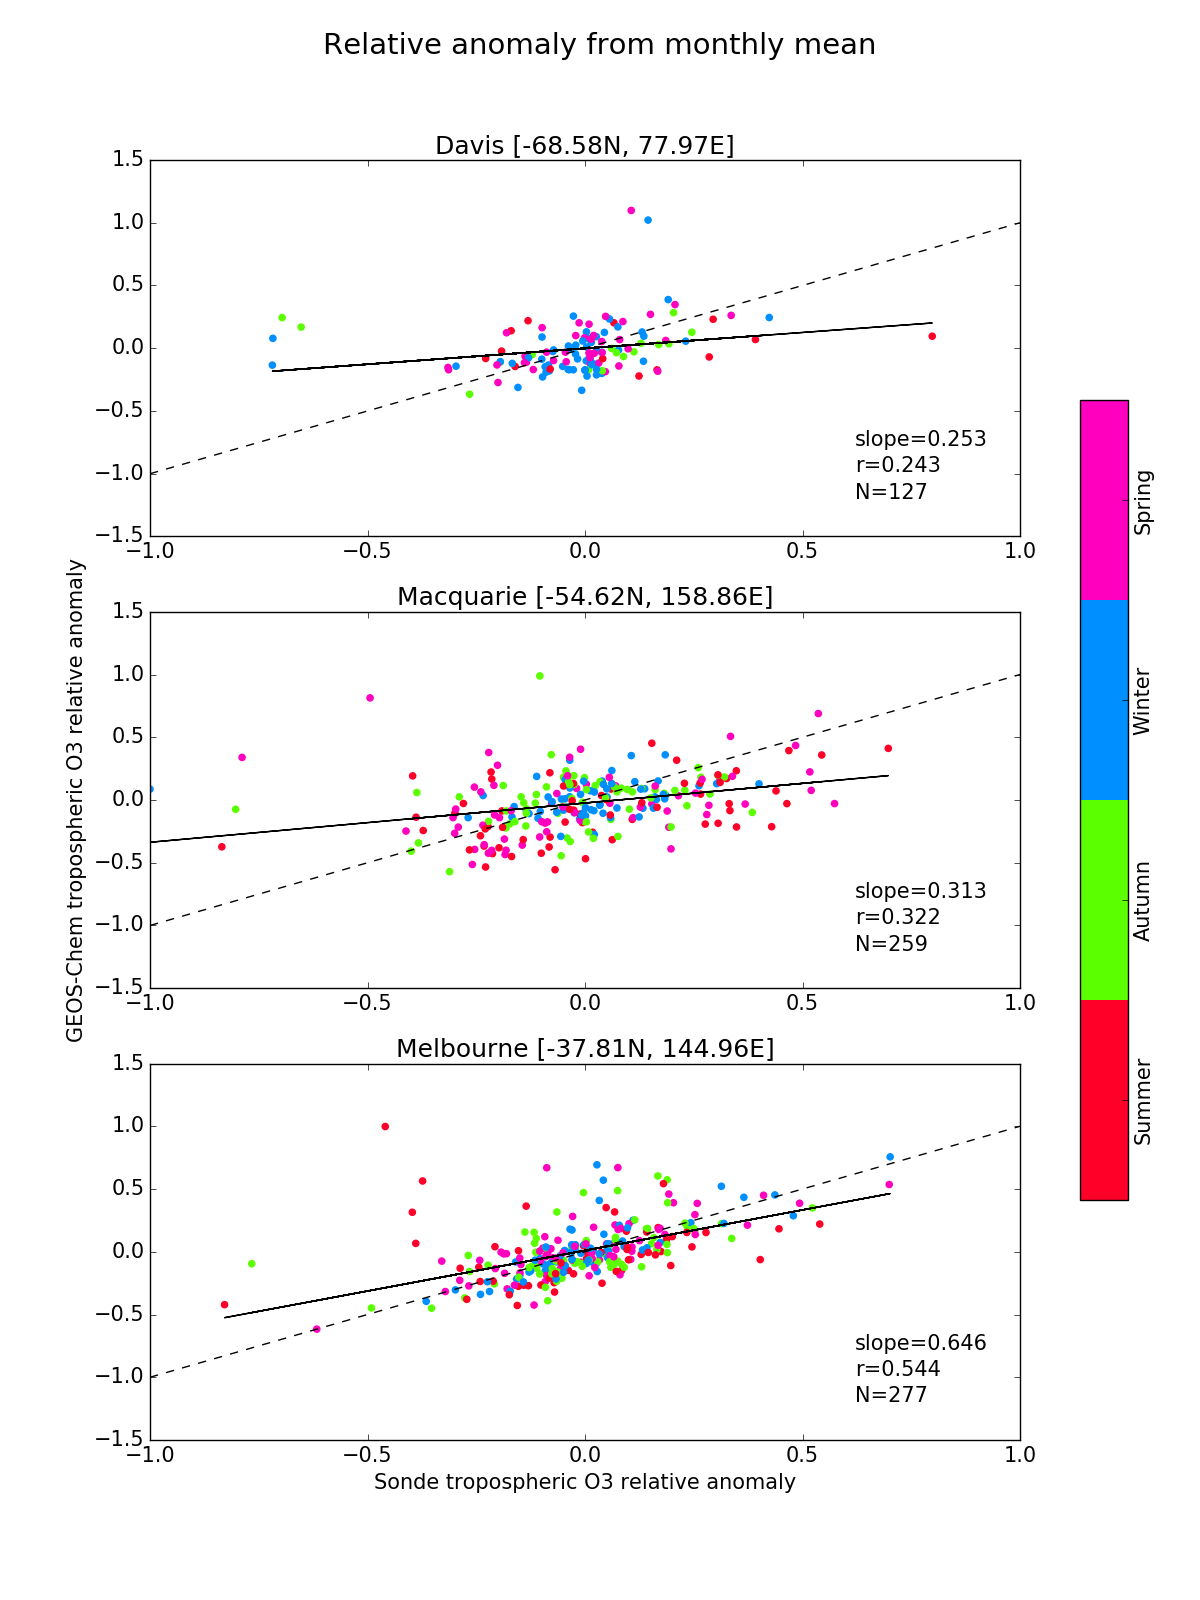 Relative anomaly from monthly mean
Davis [-68.58N, 77.97E]
1.5
1.0
0.5
0.0
−0.5
−1.0
−1.5
slope=0.253
r=0.243
N=127
−1.0 −0.5 0.0 0.5 1.0
Macquarie [-54.62N, 158.86E]
1.5
1.0
0.5
0.0
−0.5
−1.0
−1.5
slope=0.313
r=0.322
N=259
−1.0 −0.5 0.0 0.5 1.0
GEOS-Chem tropospheric O3 relative anomaly
Melbourne [-37.81N, 144.96E]
1.5
1.0
0.5
0.0
−0.5
−1.0
−1.5
slope=0.646
r=0.544
N=277
−1.0 −0.5 0.0 0.5 1.0
Sonde tropospheric O3 relative anomaly
Spring
Winter
Autumn
Summer